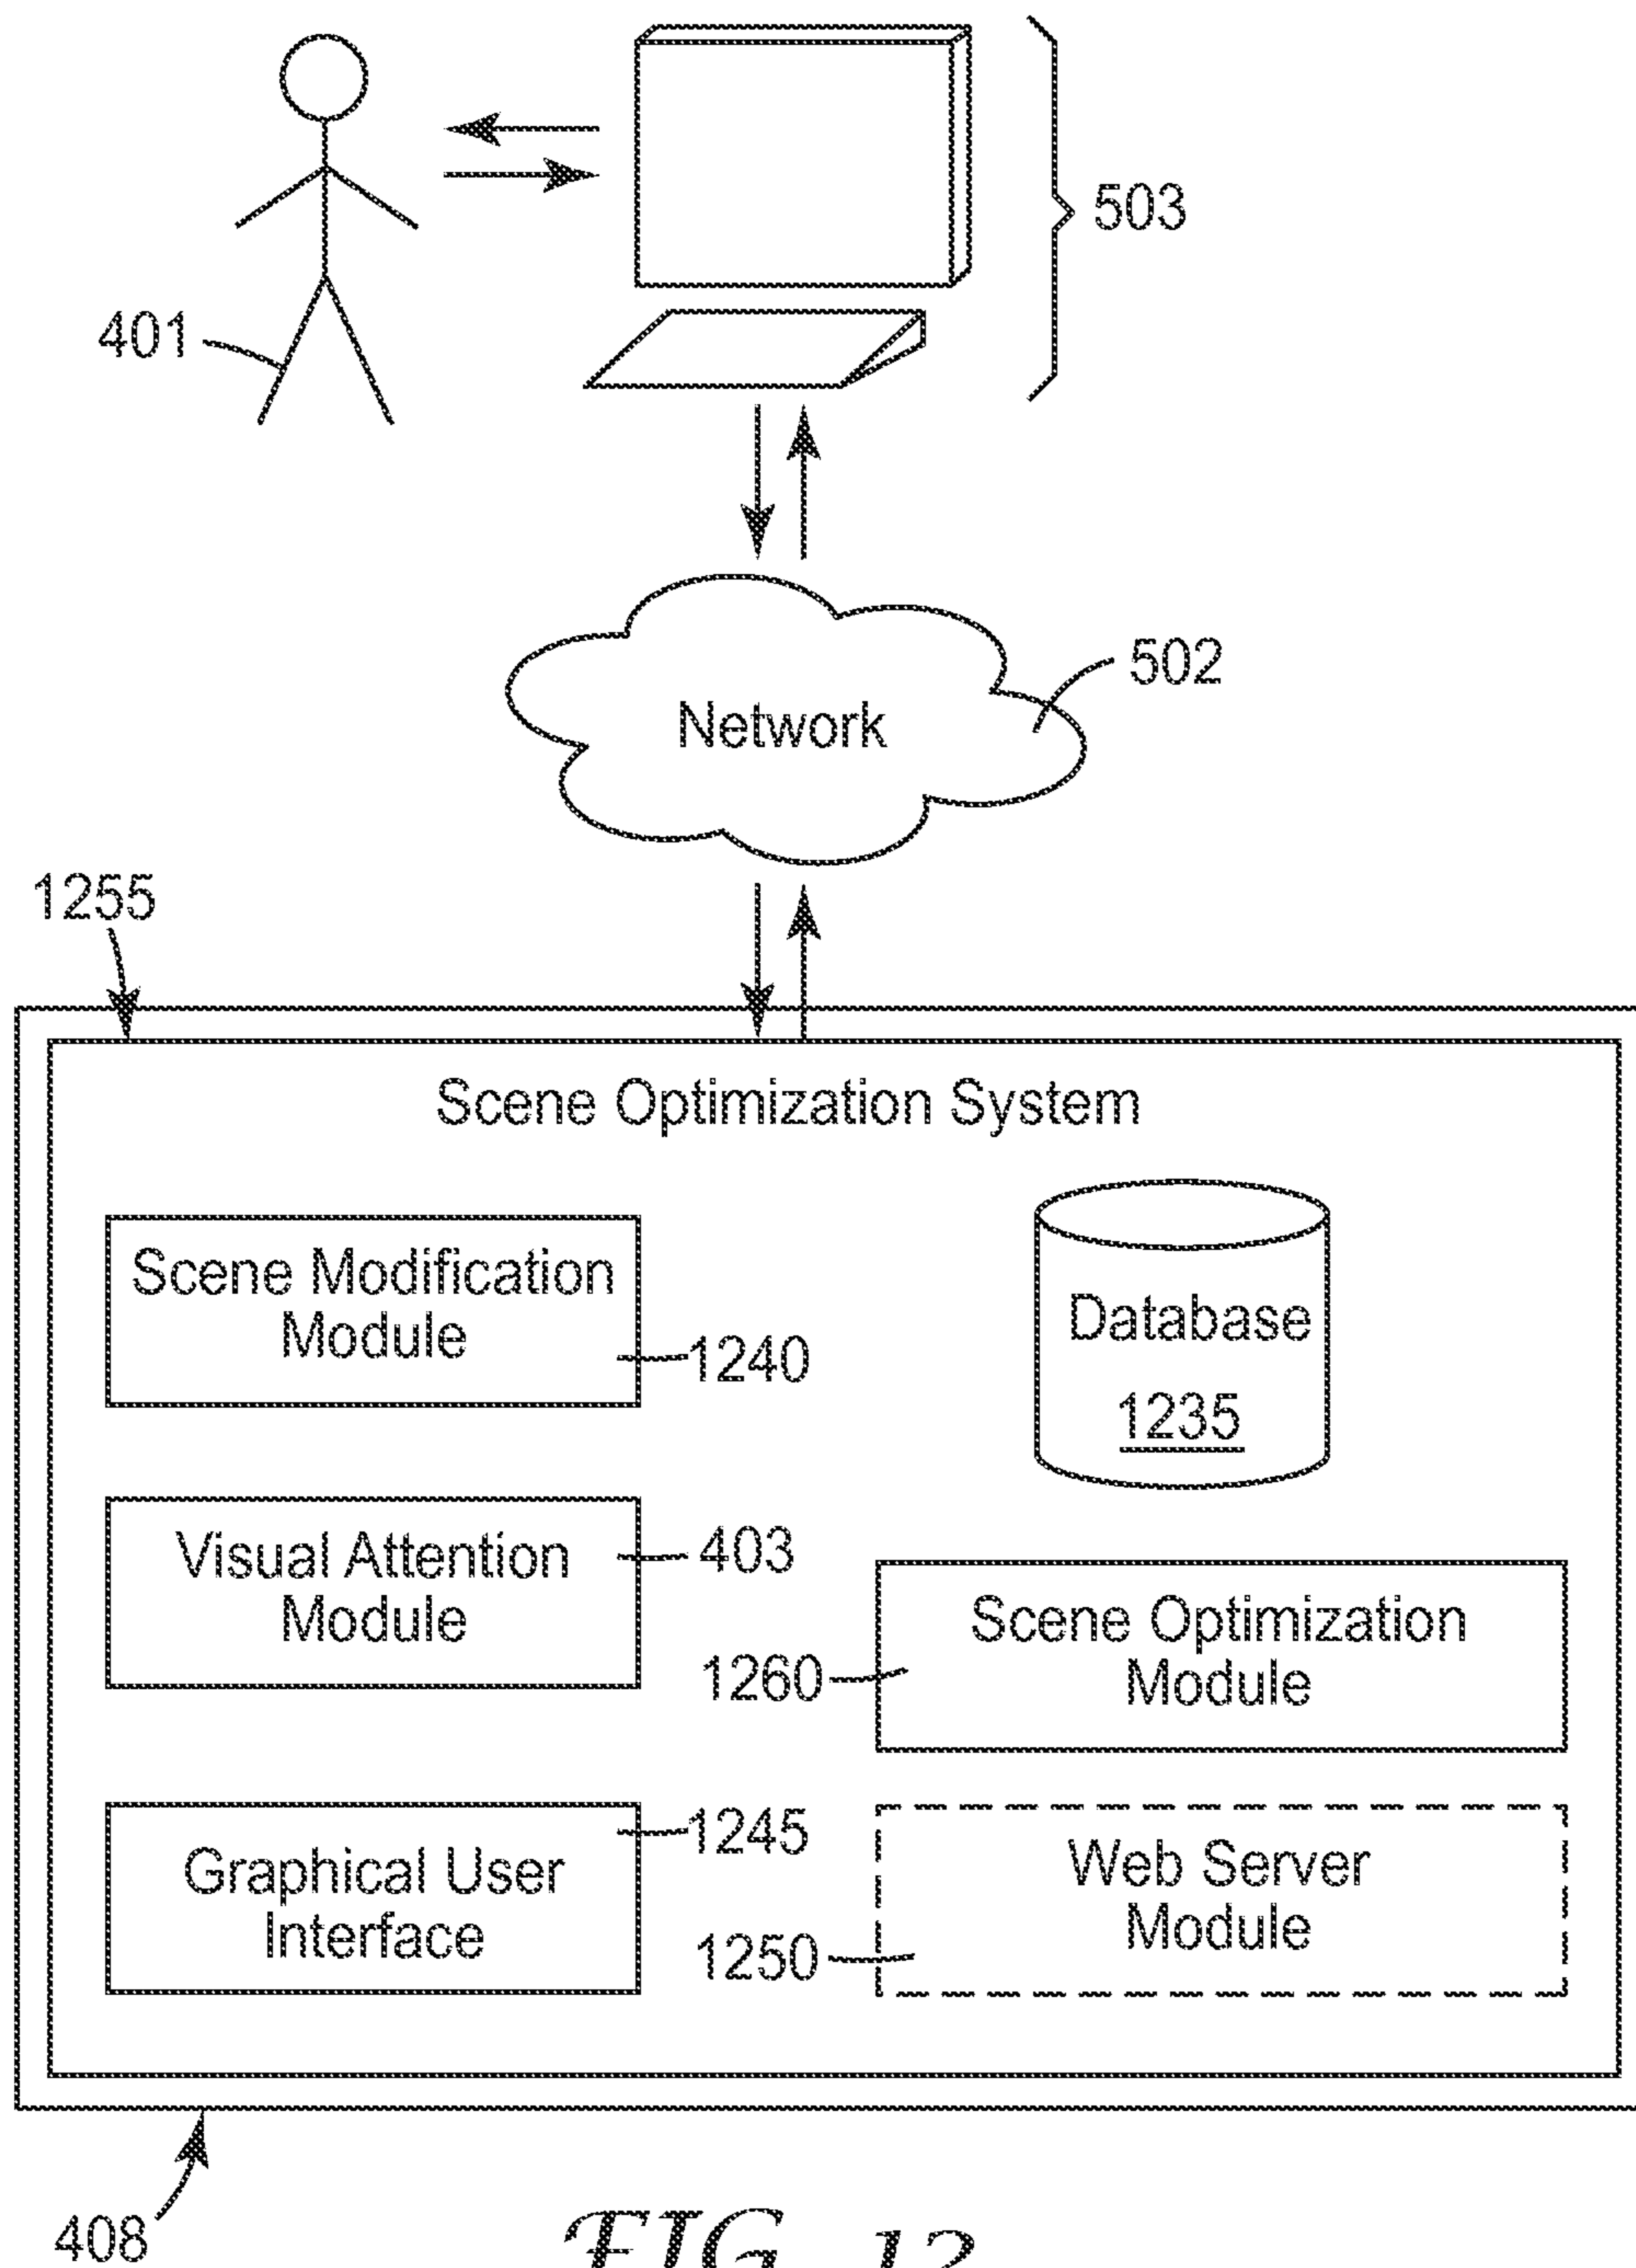 503
401
502
Network
1255
Scene Optimization System
Scene Modification
Module
1240
Database
1235
Visual Attention
Module
403
Scene Optimization
Module
1260
Graphical User
Interface
1245
Web Server
Module
1250
408
FIG. 12